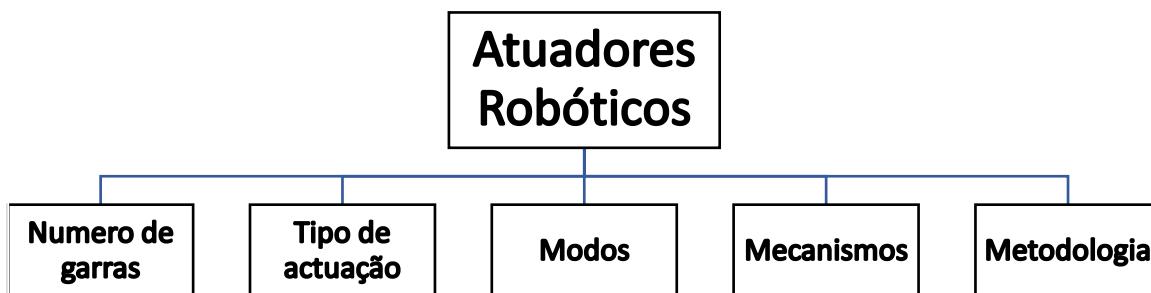 Atuadores
Robóticos
Numero de
garras
Tipo de
actuação
Modos
Mecanismos
Metodologia